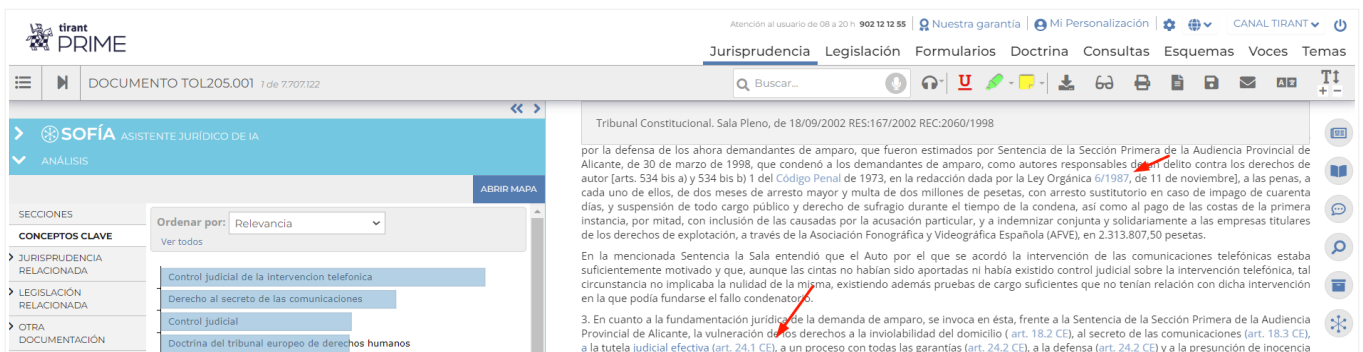 Atención al usuario de 08 a 20 h 902 12 12 55 Nuestra garantía Mi Personalización CANAL TIRANT
tirant
PRIME
Jurisprudencia Legislación Formularios Doctrina Consultas Esquemas Voces Temas
DOCUMENTO TOL205.001 1 de 7.707.122
Buscar...
SOFÍA ASISTENTE JURÍDICO DE IA
ANÁLISIS
ABRIR MAPA
SECCIONES
CONCEPTOS CLAVE
JURISPRUDENCIA
RELACIONADA
LEGISLACIÓN
RELACIONADA
OTRA
DOCUMENTACIÓN
Ordenar por: Relevancia
Ver todos
Control judicial de la intervencion telefonica
Derecho al secreto de las comunicaciones
Control judicial
Doctrina del tribunal europeo de derechos humanos
Tribunal Constitucional. Sala Pleno, de 18/09/2002 RES:167/2002 REC:2060/1998
por la defensa de los ahora demandantes de amparo, que fueron estimados por Sentencia de la Sección Primera de la Audiencia Provincial de
Alicante, de 30 de marzo de 1998, que condenó a los demandantes de amparo, como autores responsables de un delito contra los derechos de
autor [arts. 534 bis a) y 534 bis b) 1 del Código Penal de 1973, en la redacción dada por la Ley Orgánica 6/1987, de 11 de noviembre], a las penas, a
cada uno de ellos, de dos meses de arresto mayor y multa de dos millones de pesetas, con arresto sustitutorio en caso de impago de cuarenta
días, y suspensión de todo cargo público y derecho de sufragio durante el tiempo de la condena, así como al pago de las costas de la primera
instancia, por mitad, con inclusión de las causadas por la acusación particular, y a indemnizar conjunta y solidariamente a las empresas titulares
de los derechos de explotación, a través de la Asociación Fonográfica y Videográfica Española (AFVE), en 2.313.807,50 pesetas.
En la mencionada Sentencia la Sala entendió que el Auto por el que se acordó la intervención de las comunicaciones telefónicas estaba
suficientemente motivado y que, aunque las cintas no habían sido aportadas ni había existido control judicial sobre la intervención telefónica, tal
circunstancia no implicaba la nulidad de la misma, existiendo además pruebas de cargo suficientes que no tenían relación con dicha intervención
en la que podía fundarse el fallo condenatorio.
3. En cuanto a la fundamentación jurídica de la demanda de amparo, se invoca en ésta, frente a la Sentencia de la Sección Primera de la Audiencia
Provincial de Alicante, la vulneración de los derechos a la inviolabilidad del domicilio ( art. 18.2 CE), al secreto de las comunicaciones (art. 18.3 CE),
a la tutela judicial efectiva (art. 24.1 CE), a un proceso con todas las garantías (art. 24.2 CE), a la defensa (art. 24.2 CE) y a la presunción de inocencia